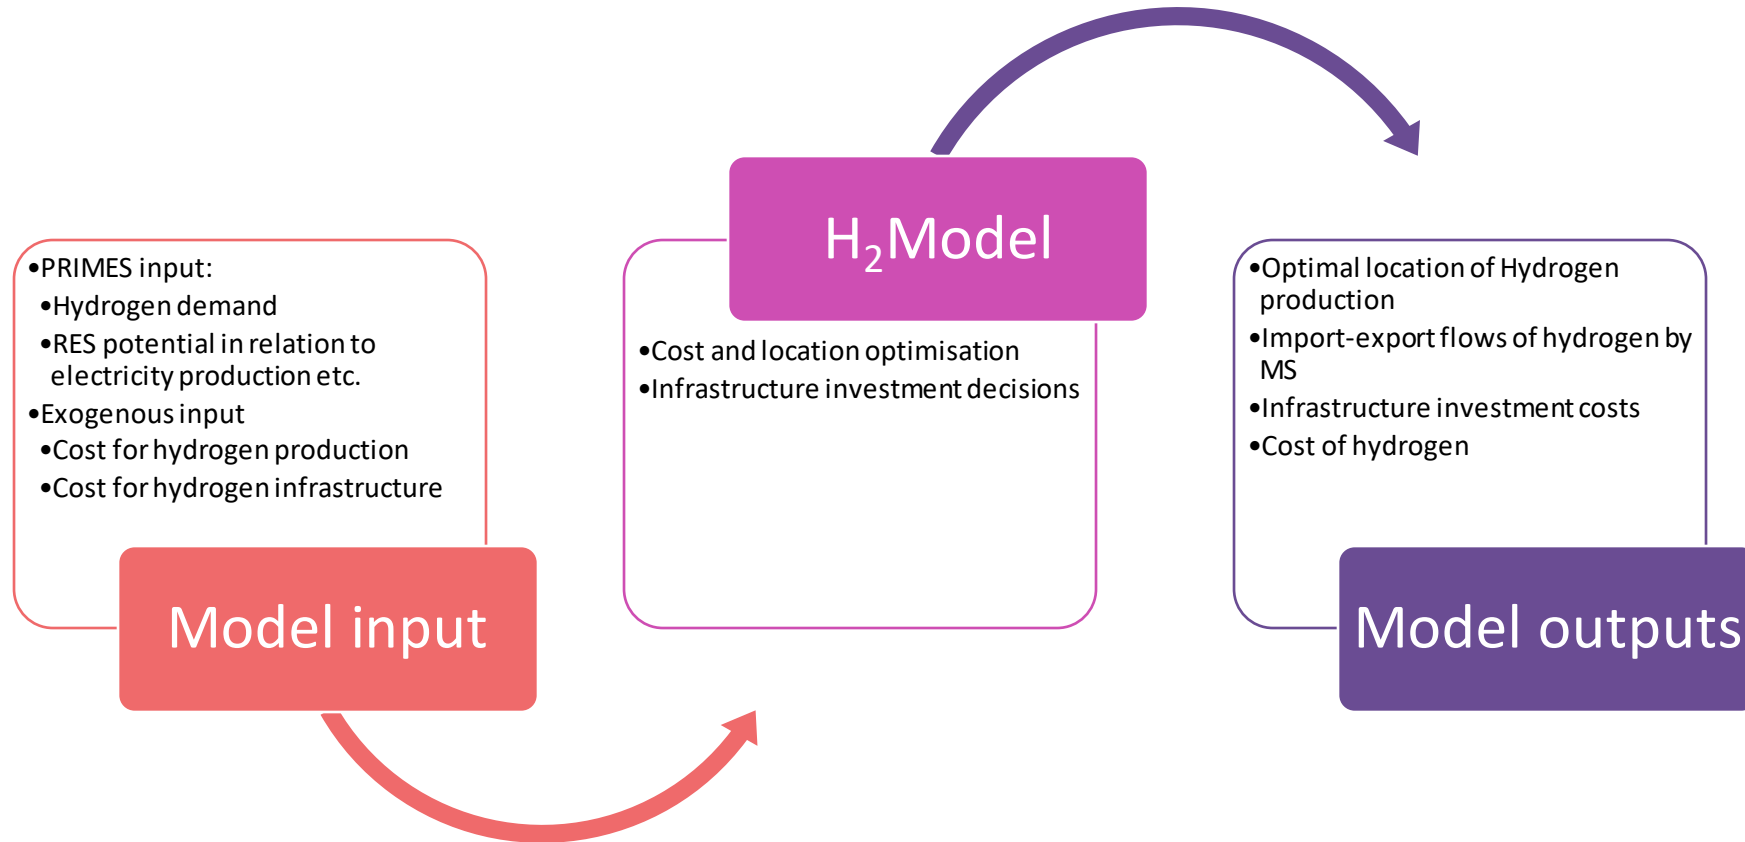 •PRIMES input:
•Hydrogen demand
•RES potential in relation to
electricity production etc.
•Exogenous input
•Cost for hydrogen production
•Cost for hydrogen infrastructure
Model input
H₂Model
•Cost and location optimisation
•Infrastructure investment decisions
•Optimal location of Hydrogen
production
•Import-export flows of hydrogen by
MS
•Infrastructure investment costs
•Cost of hydrogen
Model outputs